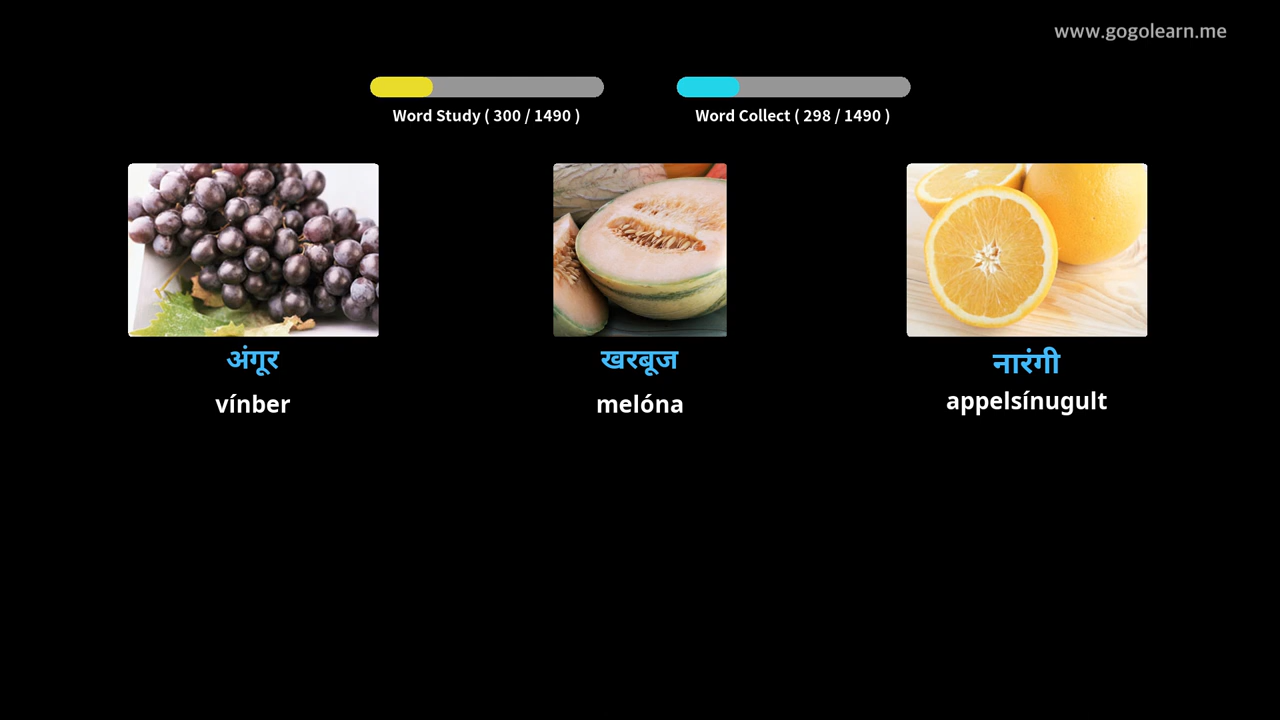 www.gogolearn.me
Word Study ( 300 / 1490 )
Word Collect ( 298 / 1490 )
अंगूर
vínber
खरबूज
melóna
नारंगी
appelsínugult